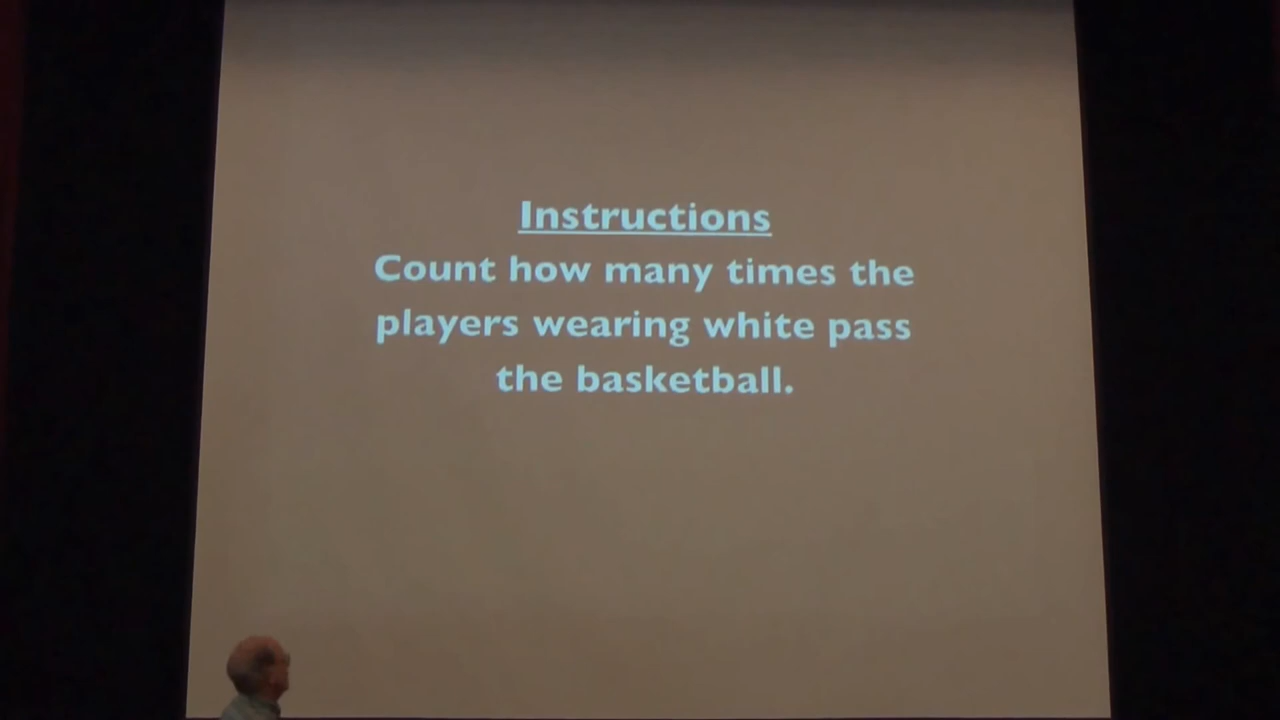 Instructions
Count how many times the
players wearing white pass
the basketball.